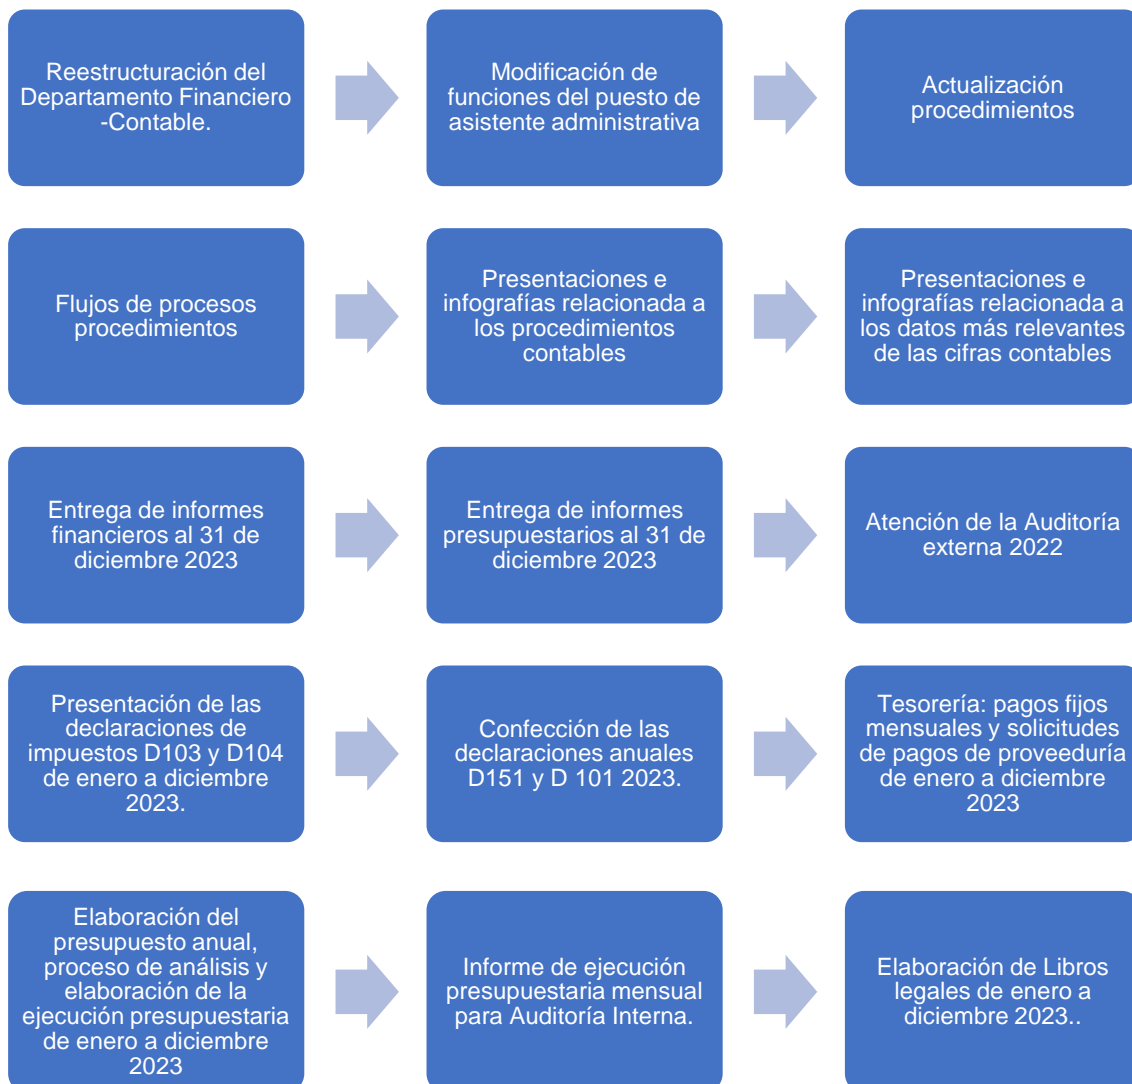 Reestructuración del
Departamento Financiero
-Contable.
Modificación de
funciones del puesto de
asistente administrativa
Actualización
procedimientos
Flujos de procesos
procedimientos
Presentaciones e
infografías relacionada a
los procedimientos
contables
Presentaciones e
infografías relacionada a
los datos más relevantes
de las cifras contables
Entrega de informes
financieros al 31 de
diciembre 2023
Entrega de informes
presupuestarios al 31 de
diciembre 2023
Atención de la Auditoría
externa 2022
Presentación de las
declaraciones de
impuestos D103 y D104
de enero a diciembre
2023.
Confección de las
declaraciones anuales
D151 y D 101 2023.
Tesorería: pagos fijos
mensuales y solicitudes
de pagos de proveeduría
de enero a diciembre
2023
Elaboración del
presupuesto anual,
proceso de análisis y
elaboración de la
ejecución presupuestaria
de enero a diciembre
2023
Informe de ejecución
presupuestaria mensual
para Auditoría Interna.
Elaboración de Libros
legales de enero a
diciembre 2023..